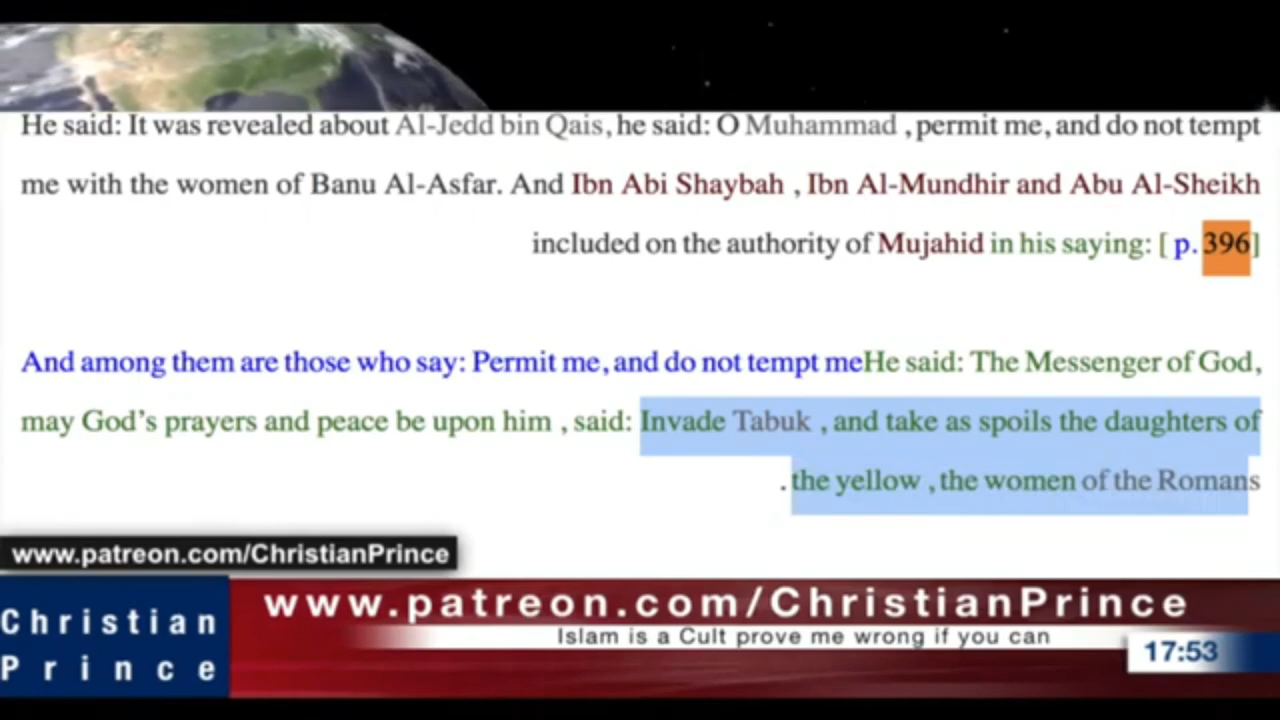 He said: It was revealed about Al-Jedd bin Qais, he said: O Muhammad , permit me, and do not tempt
me with the women of Banu Al-Asfar. And Ibn Abi Shaybah , Ibn Al-Mundhir and Abu Al-Sheikh
included on the authority of Mujahid in his saying: [ p. 396]
And among them are those who say: Permit me, and do not tempt meHe said: The Messenger of God,
may God’s prayers and peace be upon him , said: Invade Tabuk , and take as spoils the daughters of
. the yellow , the women of the Romans
www.patreon.com/ChristianPrince
Christian
Prince
www.patreon.com/ChristianPrince
Islam is a Cult prove me wrong if you can
17:53